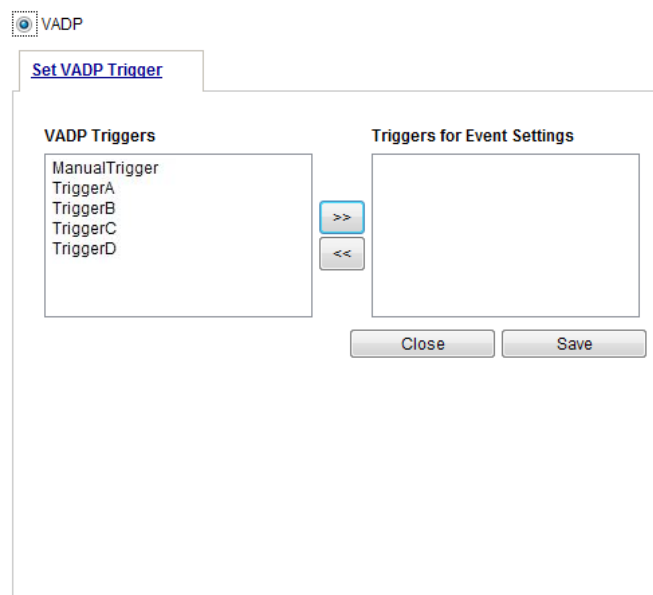 VADP
Set VADP Trigger
VADP Triggers
Triggers for Event Settings
ManualTrigger
TriggerA
TriggerB
TriggerC
TriggerD
>>
<<
Close
Save